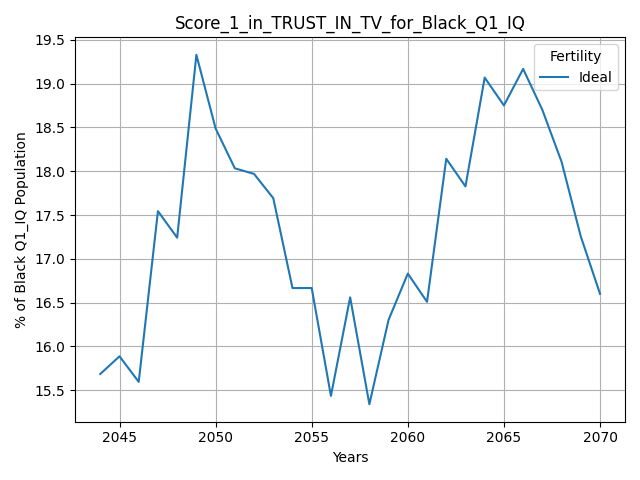 Score_1_in_TRUST_IN_TV_for_Black_Q1_IQ
Fertility
Ideal
% of Black Q1_IQ Population
19.5
19.0
18.5
18.0
17.5
17.0
16.5
16.0
15.5
2045 2050 2055 2060 2065 2070
Years